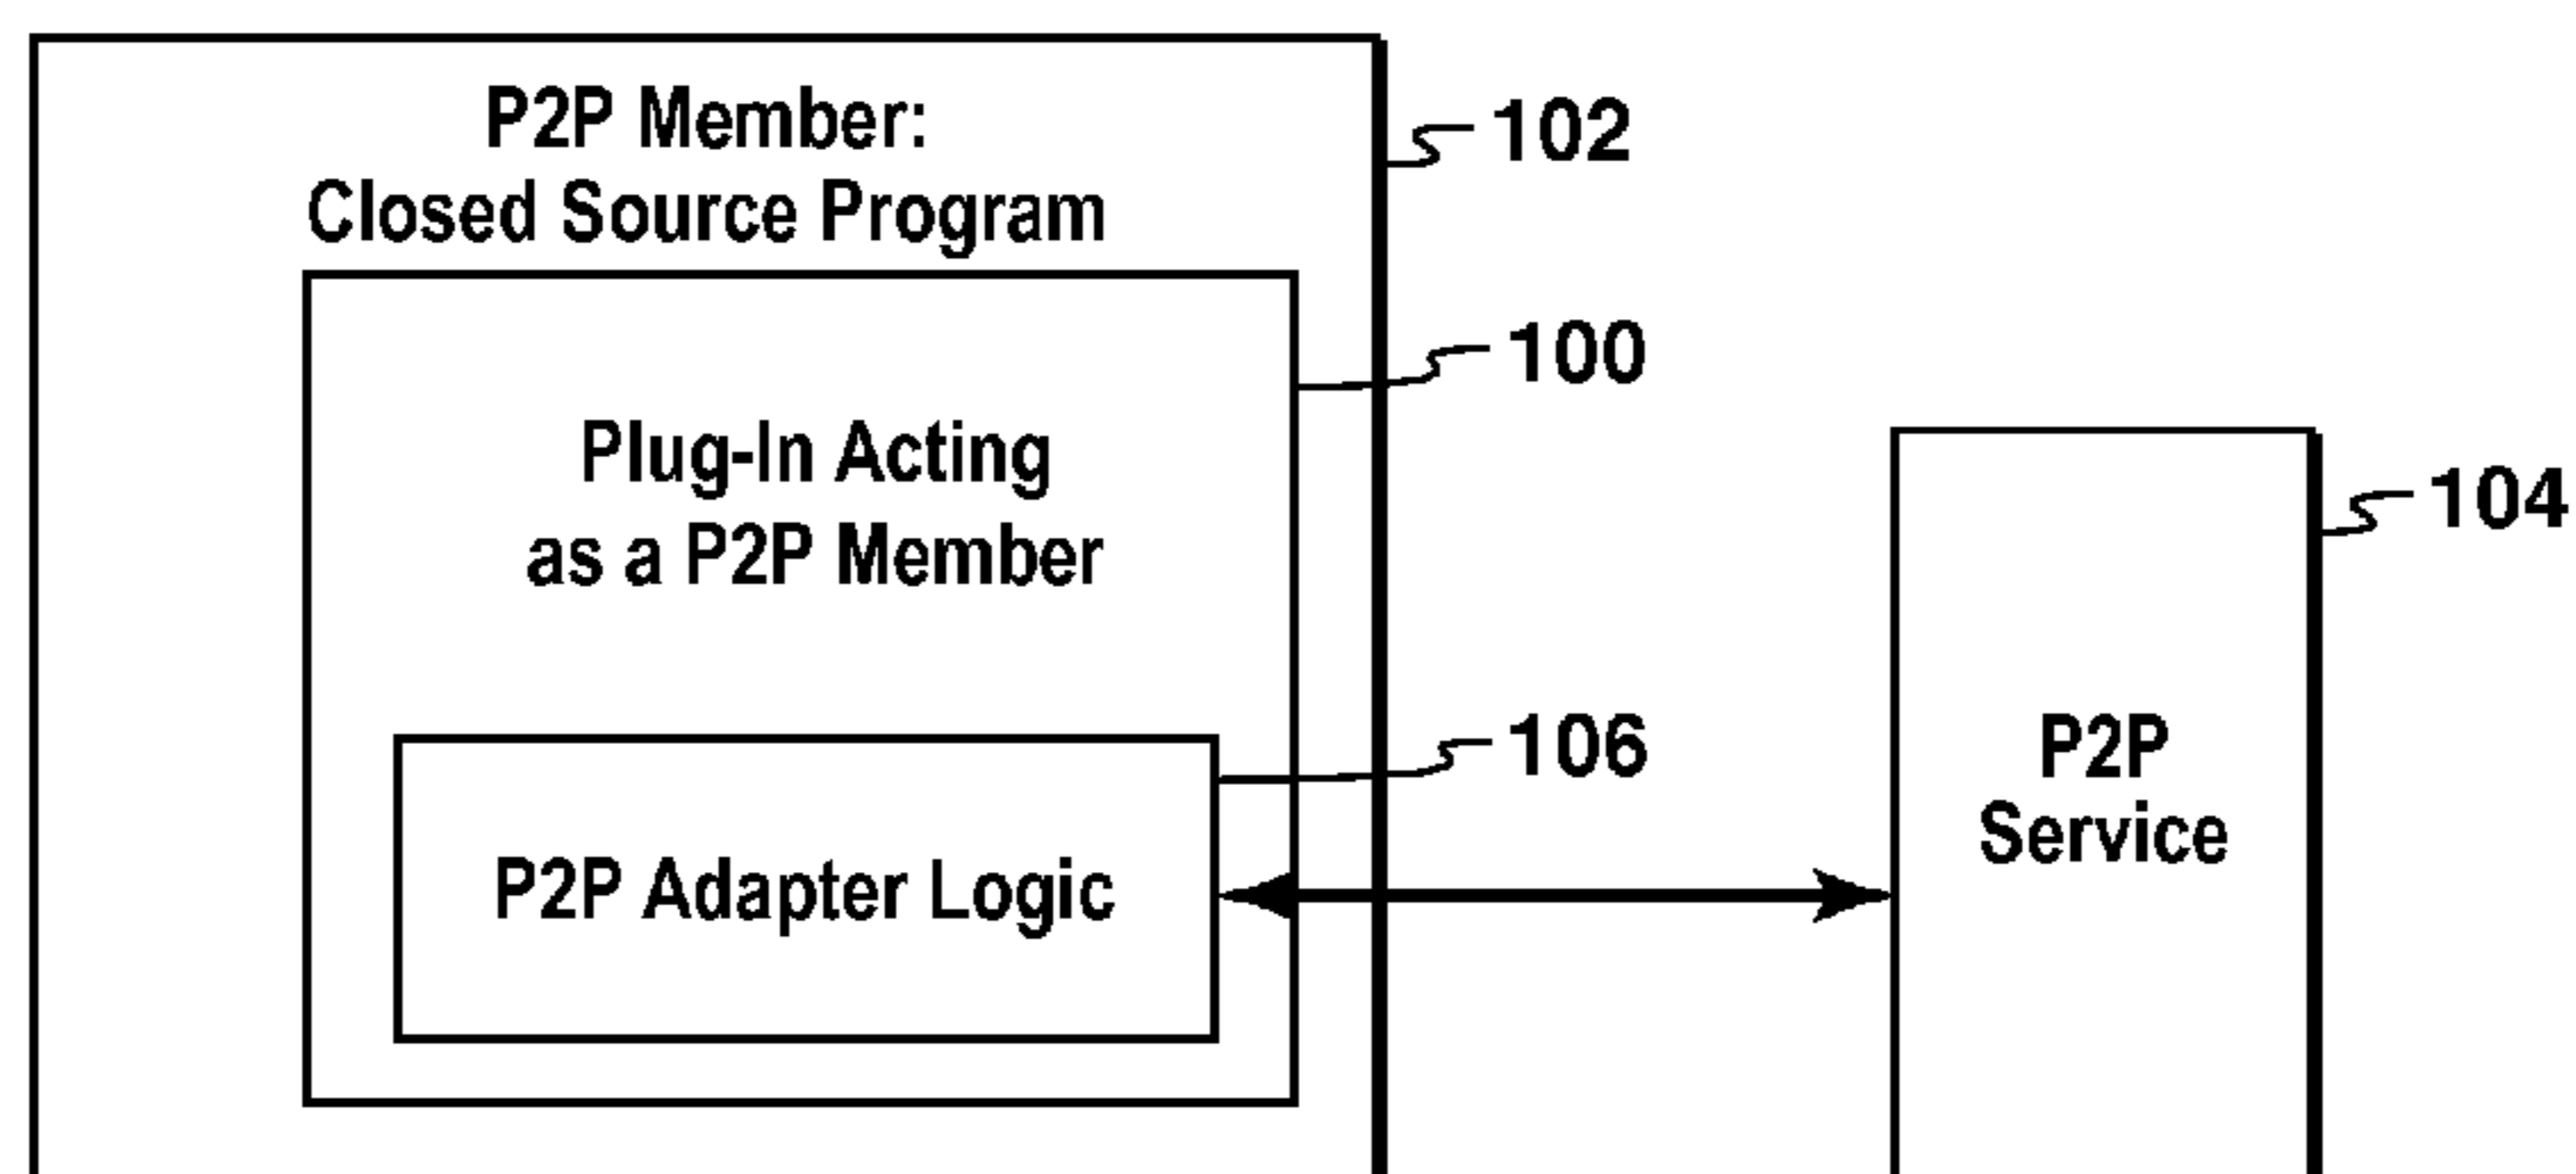 P2P Member:
Closed Source Program
102
100
Plug-In Acting
as a P2P Member
104
106
P2P Adapter Logic
P2P
Service